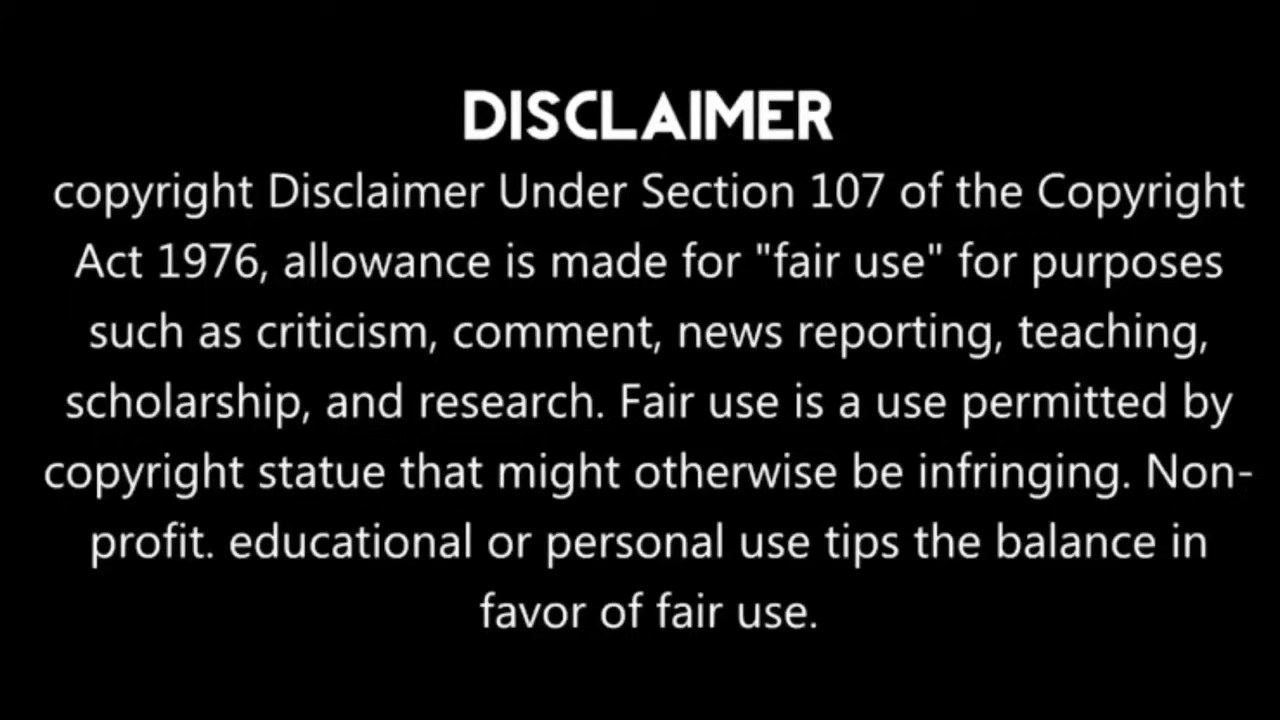 DISCLAIMER
copyright Disclaimer Under Section 107 of the Copyright
Act 1976, allowance is made for "fair use" for purposes
such as criticism, comment, news reporting, teaching,
scholarship, and research. Fair use is a use permitted by
copyright statue that might otherwise be infringing. Non-
profit. educational or personal use tips the balance in
favor of fair use.